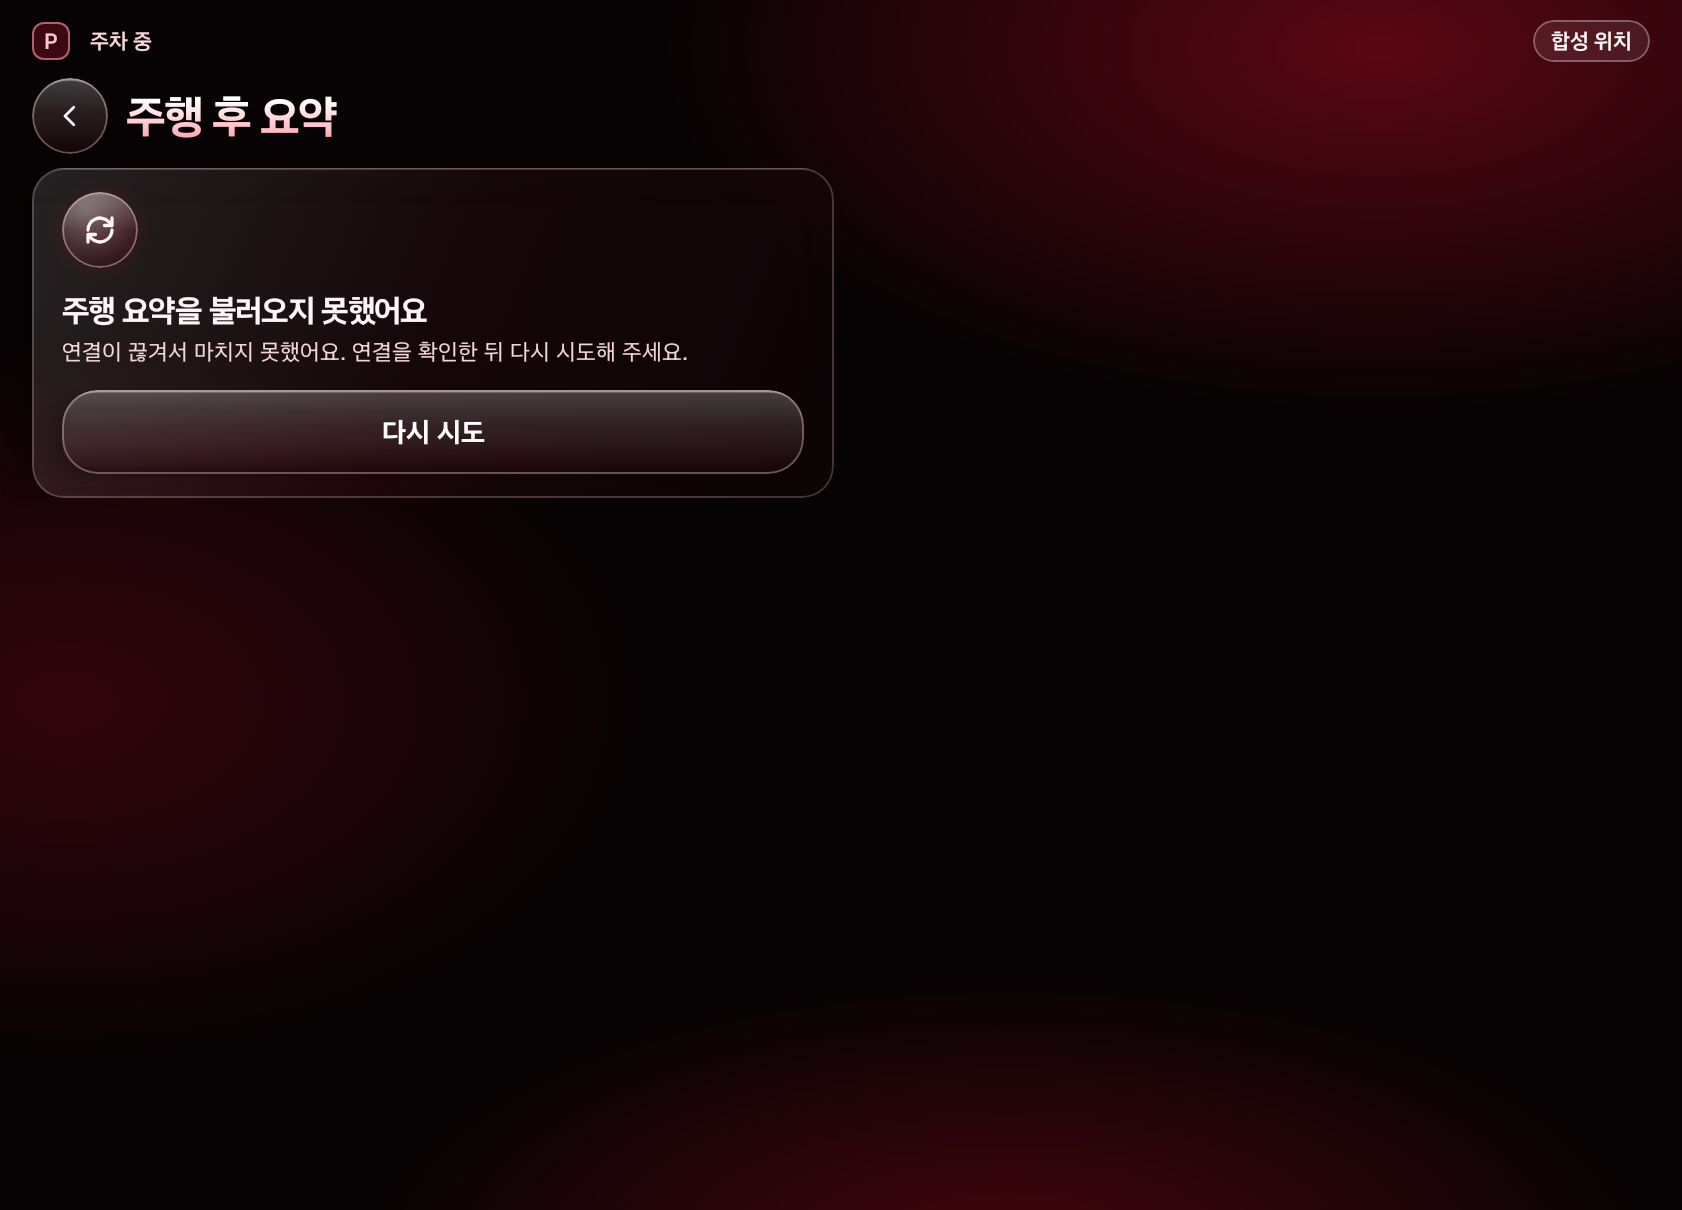 P 주차 중
합성 위치
주행 후 요약
주행 요약을 불러오지 못했어요
연결이 끊겨서 마치지 못했어요. 연결을 확인한 뒤 다시 시도해 주세요.
다시 시도